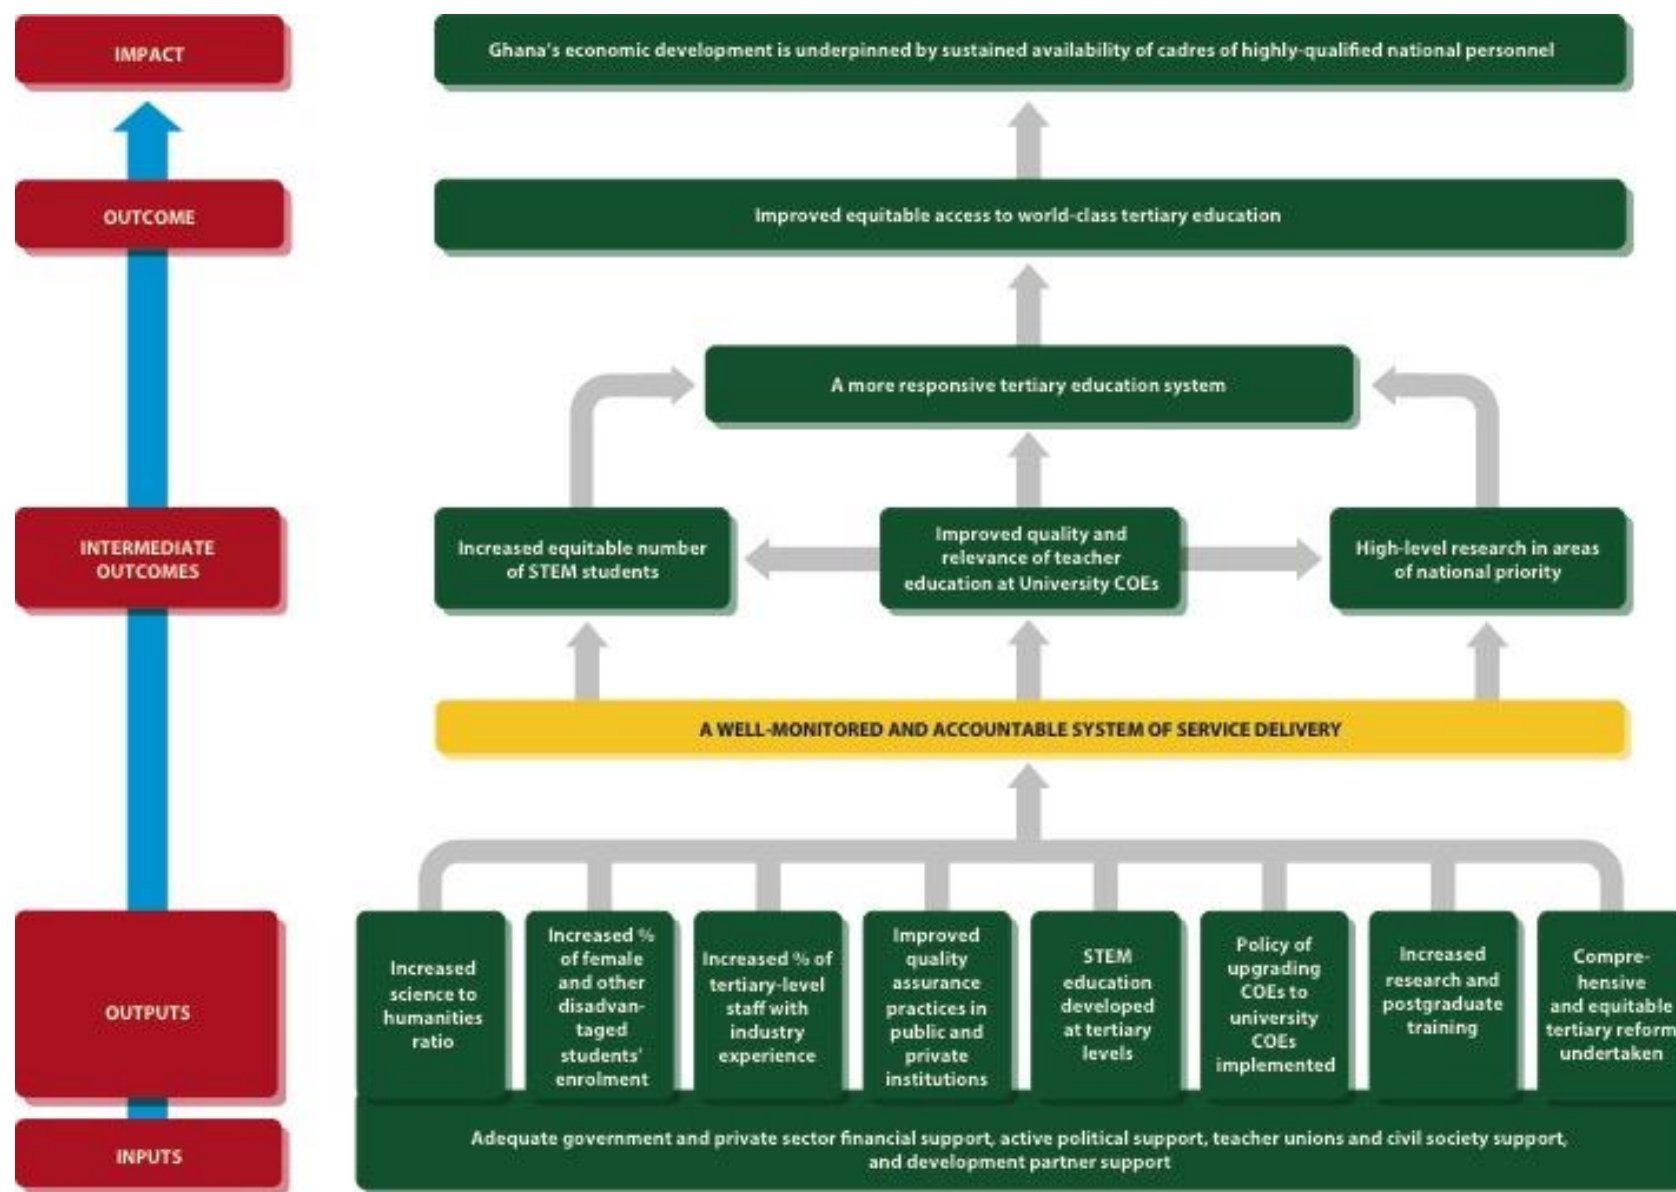 IMPACT
Ghana's economic development is underpinned by sustained availability of cadres of highly-qualified national personnel
OUTCOME
Improved equitable access to world-class tertiary education
A more responsive tertiary education system
INTERMEDIATE
OUTCOMES
Increased equitable number
of STEM students
Improved quality and
relevance of teacher
education at University COEs
High-level research in areas
of national priority
A WELL-MONITORED AND ACCOUNTABLE SYSTEM OF SERVICE DELIVERY
OUTPUTS
Increased
science to
humanities
ratio
Increased %
of female
and other
disadvan-
taged
students'
enrolment
Increased % of
tertiary-level
staff with
industry
experience
Improved
quality
assurance
practices in
public and
private
institutions
STEM
education
developed
at tertiary
levels
Policy of
upgrading
COEs to
university
COEs
implemented
Increased
research and
postgraduate
training
Compre-
hensive
and equitable
tertiary reform
undertaken
INPUTS
Adequate government and private sector financial support, active political support, teacher unions and civil society support,
and development partner support